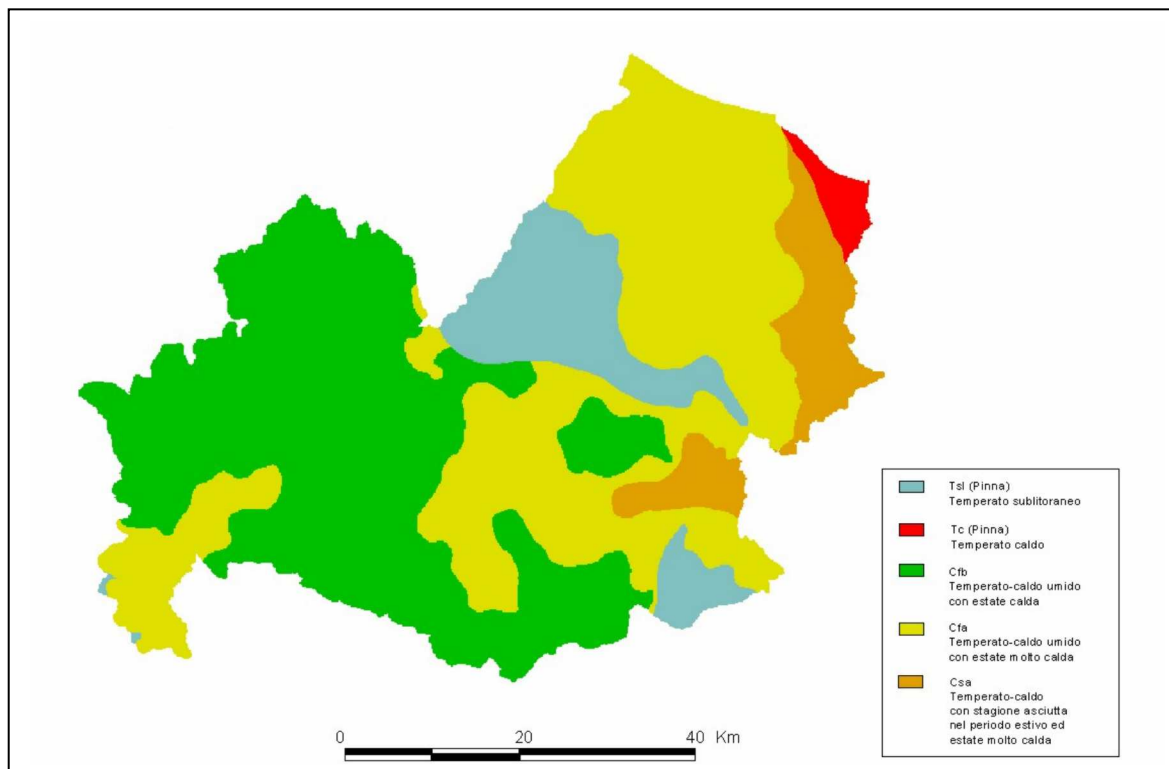 Tsl (Pinna)
Temperato sublitoraneo
Tc (Pinna)
Temperato caldo
Cfb
Temperato-caldo umido
con estate calda
Cfa
Temperato-caldo umido
con estate molto calda
Csa
Temperato-caldo
con stagione asciutta
nel periodo estivo ed
estate molto calda
0 20 Km 40